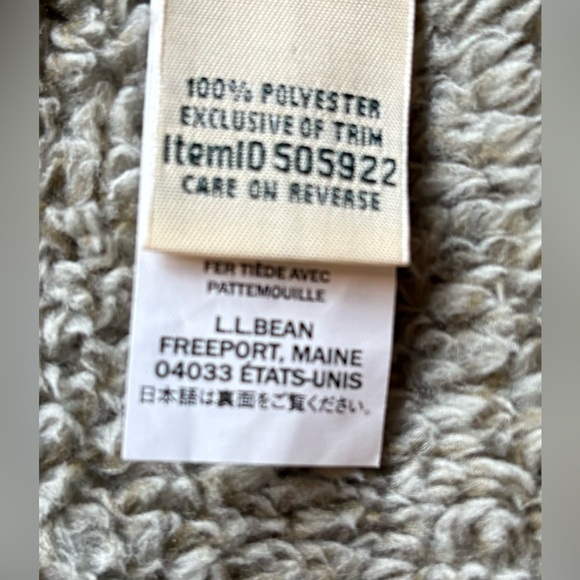 100% POLYESTER
EXCLUSIVE OF TRIM
ItemID 505922
CARE ON REVERSE
FER TIÈDE AVEC
PATTEMOUILLE
L.L.BEAN
FREEPORT, MAINE
04033 ÉTATS-UNIS
日本語は裏面をご覧ください。